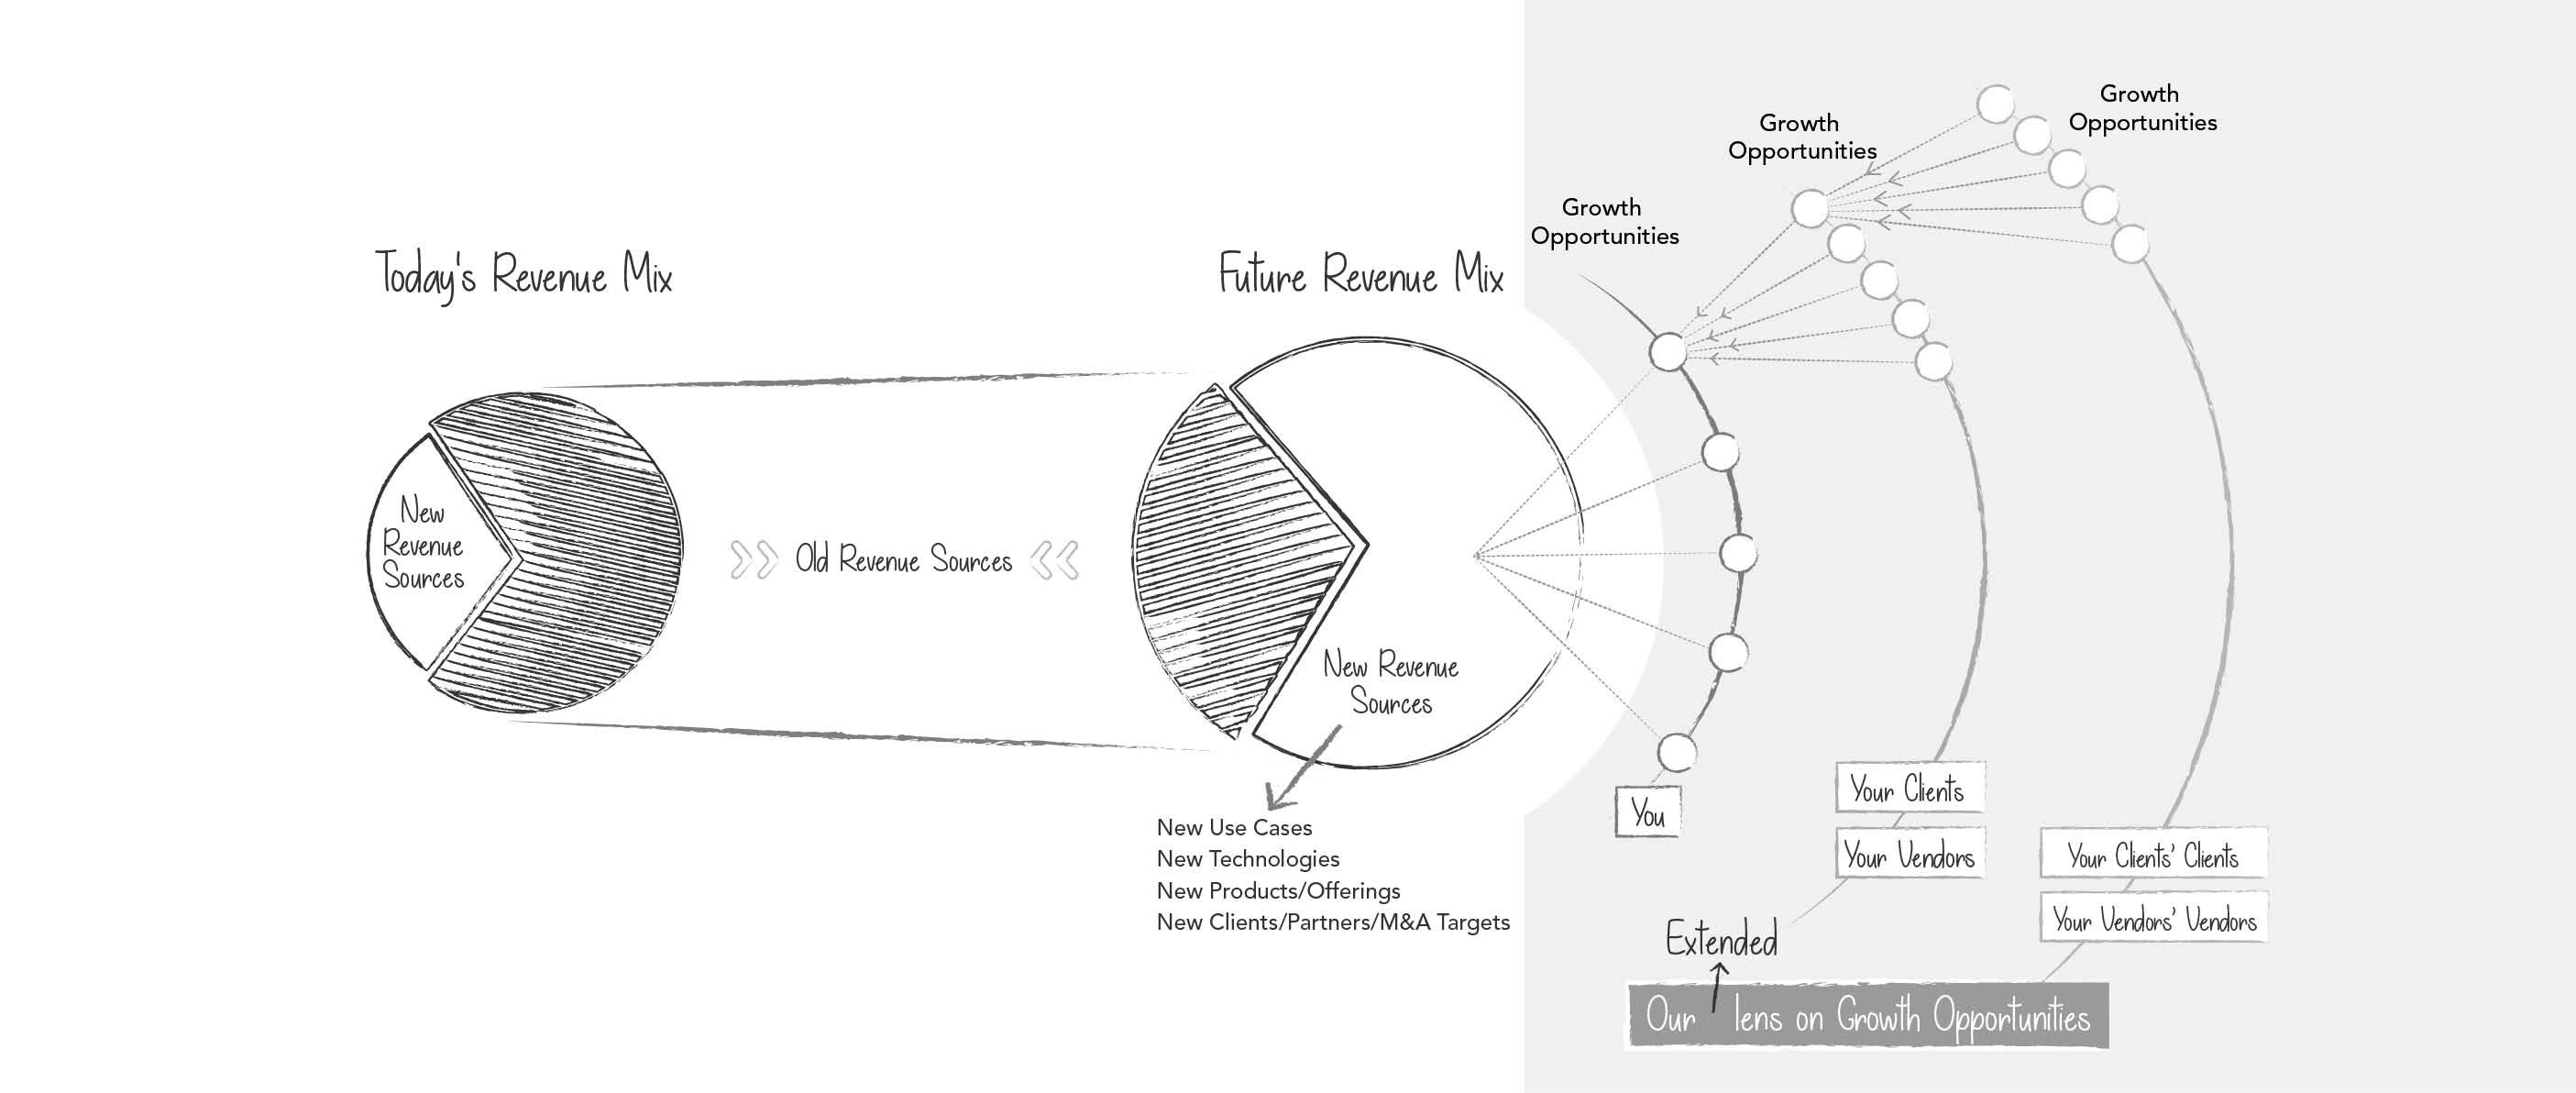 Today's Revenue Mix
New
Revenue
Sources
Old Revenue Sources
Future Revenue Mix
New Revenue
Sources
New Use Cases
New Technologies
New Products/Offerings
New Clients/Partners/M&A Targets
Growth
Opportunities
Growth
Opportunities
Growth
Opportunities
You
Your Clients
Your Vendors
Your Clients' Clients
Your Vendors' Vendors
Extended
Our lens on Growth Opportunities